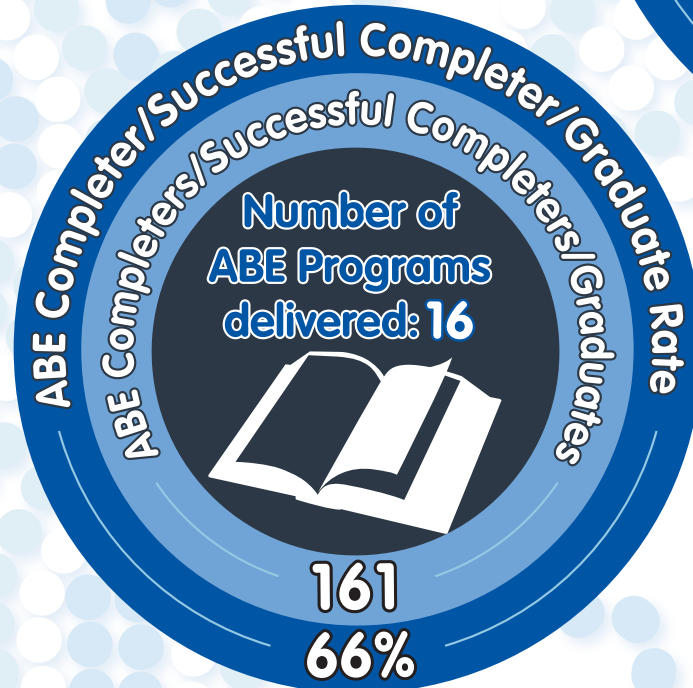 ABE Completer/Successful Completer/Graduate Rate
ABE Completers/Successful Completers/Graduates
Number of
ABE Programs
delivered: 16
161
66%